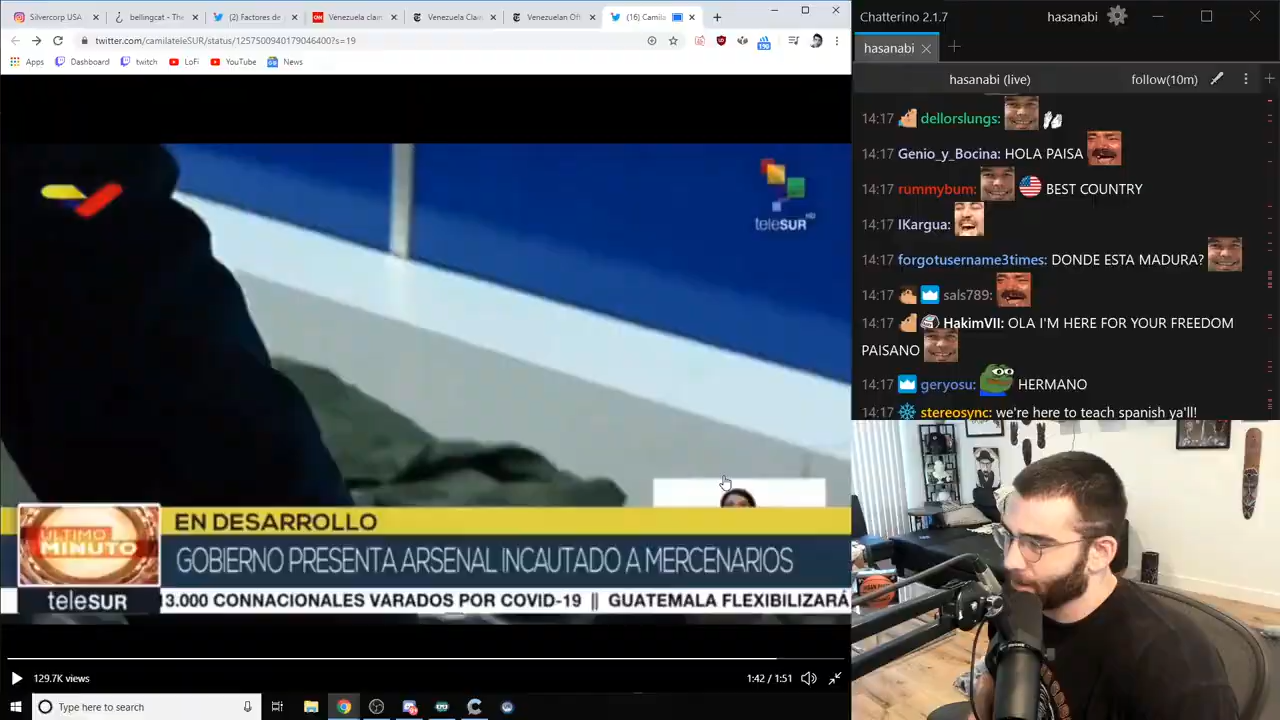 Silvercorp USA
bellingcat - The
(2) Factores de
Venezuela clain
Venezuela Clai
Venezuelan Off
(16) Camila
twitter.com/camilateleSUR/status/1257500940179046400?s=19
Apps
Dashboard
twitch
LoFi
YouTube
News
teleSUR HD
EN DESARROLLO
ÚLTIMO
MINUTO
GOBIERNO PRESENTA ARSENAL INCAUTADO A MERCENARIOS
teleSUR
3.000 CONNACIONALES VARADOS POR COVID-19 || GUATEMALA FLEXIBILIZARÁ
129.7K views
1:42 / 1:51
Type here to search
Chatterino 2.1.7
hasanabi
hasanabi
hasanabi (live)
follow(10m)
14:17 dellorslungs:
14:17 Genio_y_Bocina: HOLA PAISA
14:17 rummybum: BEST COUNTRY
14:17 IKargua:
14:17 forgotusername3times: DONDE ESTA MADURA?
14:17 sals789:
14:17 HakimVII: OLA I'M HERE FOR YOUR FREEDOM
PAISANO
14:17 geryosu: HERMANO
14:17 stereosync: we're here to teach spanish ya'll!